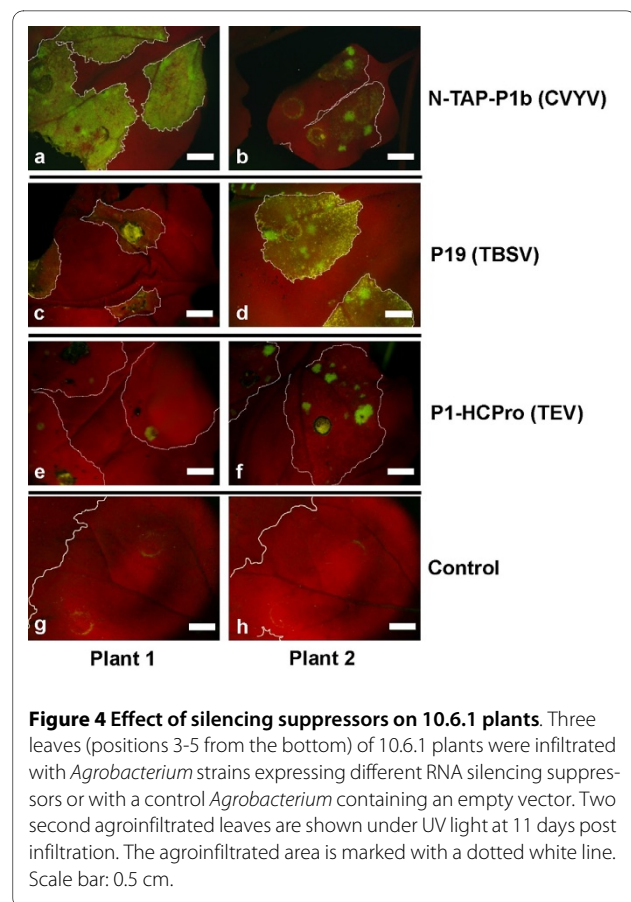 a
b
N-TAP-P1b (CVYV)
c
d
P19 (TBSV)
e
f
P1-HCPro (TEV)
g
h
Control
Plant 1
Plant 2
Figure 4 Effect of silencing suppressors on 10.6.1 plants. Three
leaves (positions 3-5 from the bottom) of 10.6.1 plants were infiltrated
with Agrobacterium strains expressing different RNA silencing suppres-
sors or with a control Agrobacterium containing an empty vector. Two
second agroinfiltrated leaves are shown under UV light at 11 days post
infiltration. The agroinfiltrated area is marked with a dotted white line.
Scale bar: 0.5 cm.